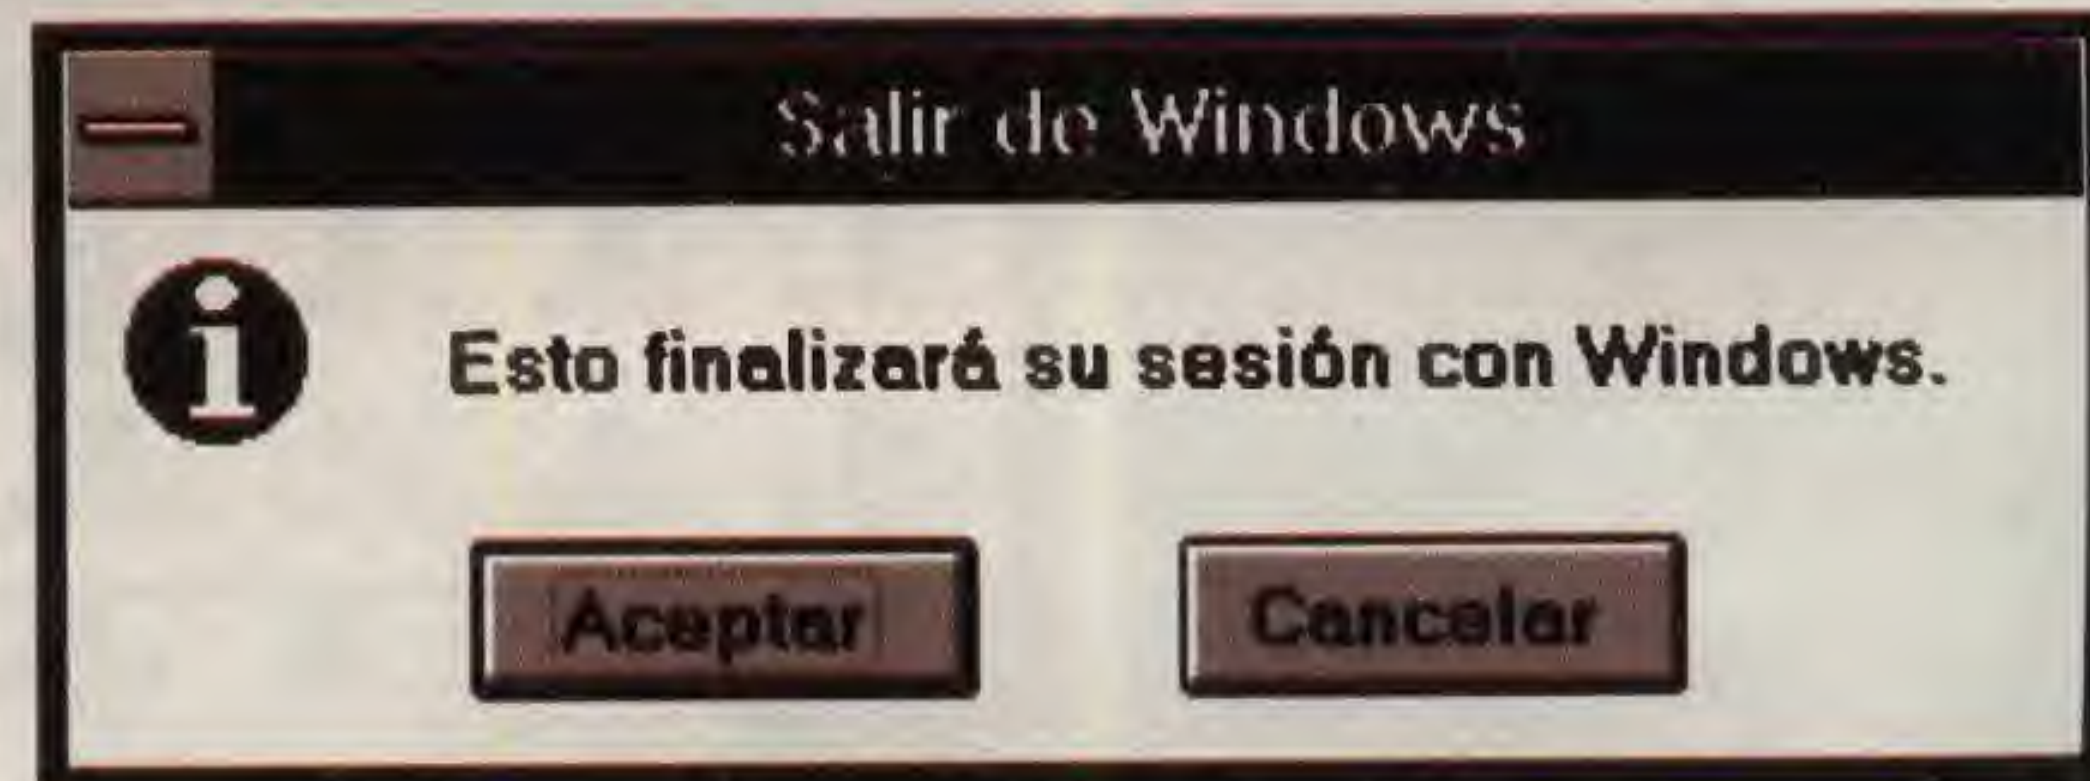 Salir de Windows
Esto finalizará su sesión con Windows.
Aceptar Cancelar